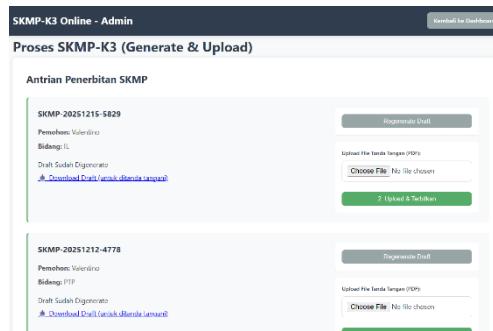 SKMP-K3 Online - Admin
Kembali ke Dashboard
Proses SKMP-K3 (Generate & Upload)
Antrian Penerbitan SKMP
SKMP-20251215-5829
Pemohon: Valentino
Bidang: IL
Draft Sudah Digenerate
Download Draft (untuk ditanda tangani)
Regenerate Draft
Upload File Tanda Tangan (PDF):
Choose File No file chosen
2. Upload & Terbitkan
SKMP-20251212-4778
Pemohon: Valentino
Bidang: PTP
Draft Sudah Digenerate
Download Draft (untuk ditanda tangani)
Regenerate Draft
Upload File Tanda Tangan (PDF):
Choose File No file chosen